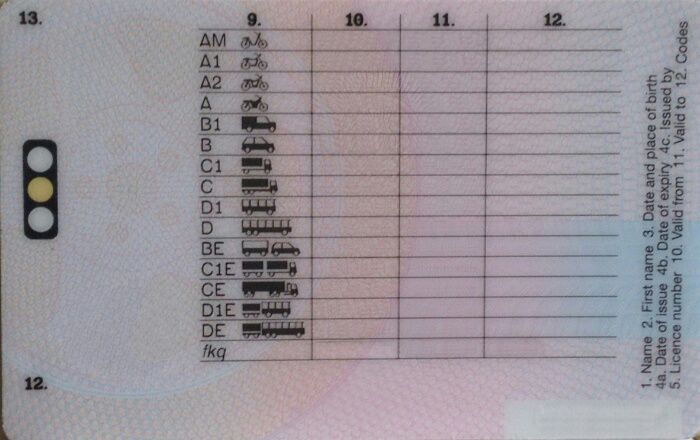 13.
9. 10. 11. 12.
AM
A1
A2
A
B1
B
C1
C
D1
D
BE
C1E
CE
D1E
DE
fkq
12.
1. Name 2. First name 3. Date and place of birth
4a. Date of issue 4b. Date of expiry 4c. Issued by
5. Licence number 10. Valid from 11. Valid to 12. Codes